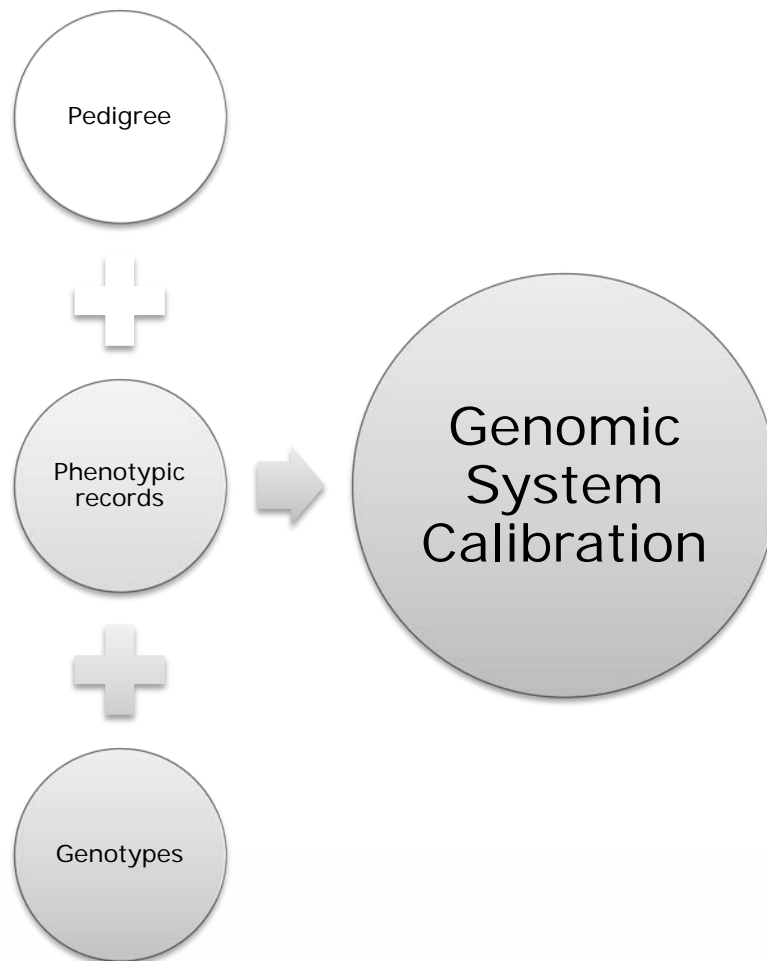 Pedigree
Phenotypic
records
Genomic
System
Calibration
Genotypes